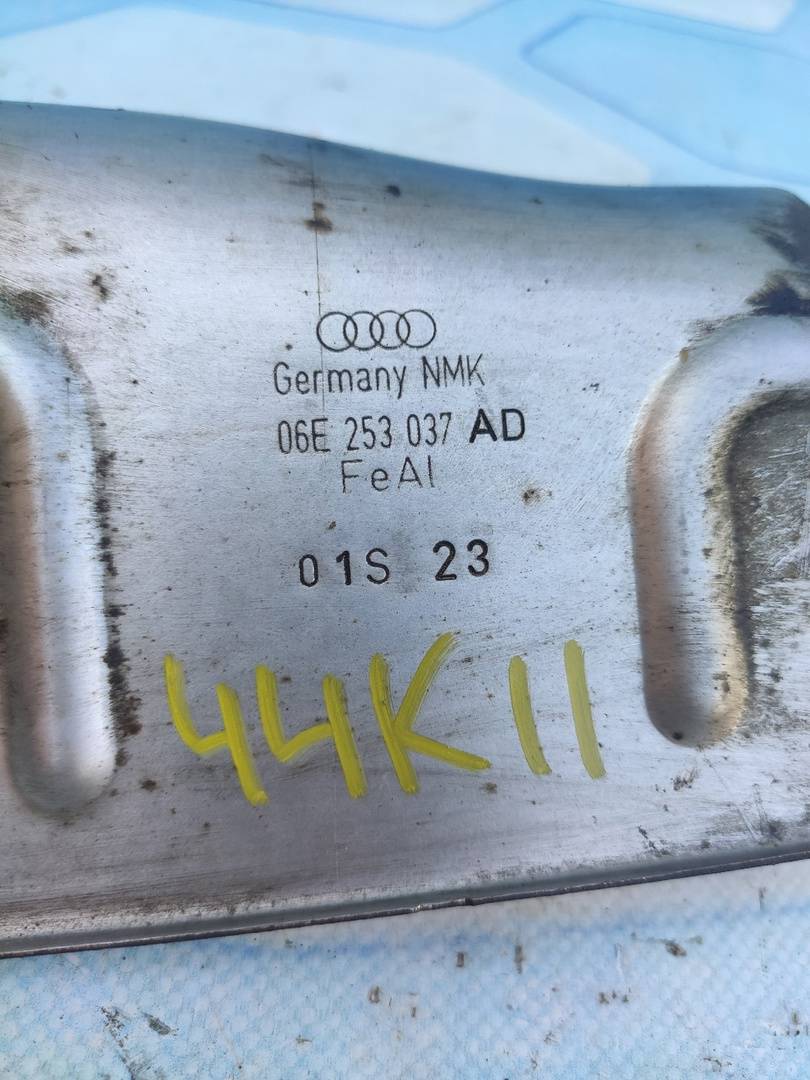 Germany NMK
06E 253 037 AD
FeAl
01S 23
44K11